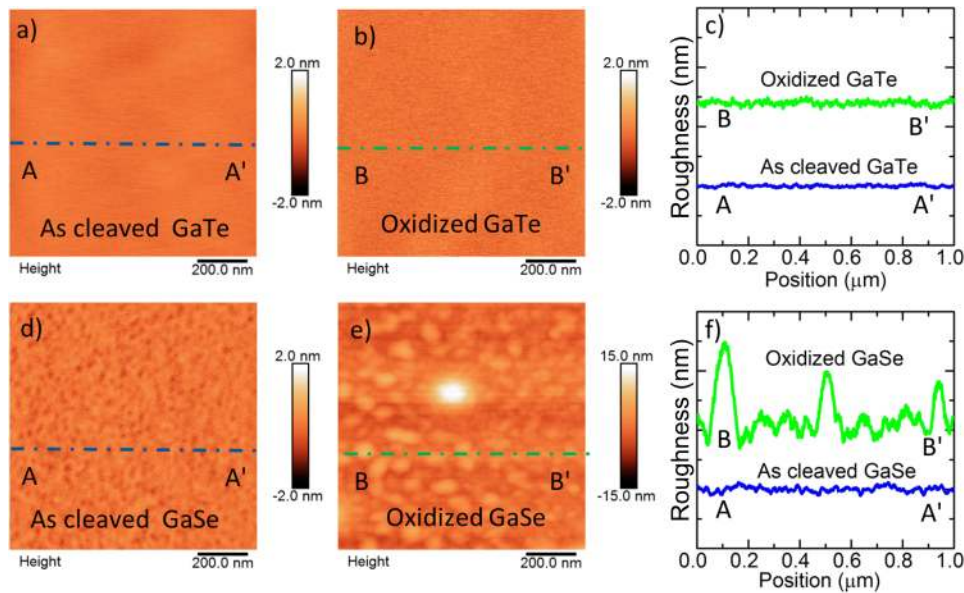 a)
2.0 nm
-2.0 nm
A
A'
As cleaved GaTe
Height
200.0 nm
b)
2.0 nm
-2.0 nm
B
B'
Oxidized GaTe
Height
200.0 nm
c)
Roughness (nm)
Oxidized GaTe
B
B'
As cleaved GaTe
A
A'
0.0 0.2 0.4 0.6 0.8 1.0
Position (μm)
d)
2.0 nm
-2.0 nm
A
A'
As cleaved GaSe
Height
200.0 nm
e)
15.0 nm
-15.0 nm
B
B'
Oxidized GaSe
Height
200.0 nm
f)
Roughness (nm)
Oxidized GaSe
B
B'
As cleaved GaSe
A
A'
0.0 0.2 0.4 0.6 0.8 1.0
Position (μm)